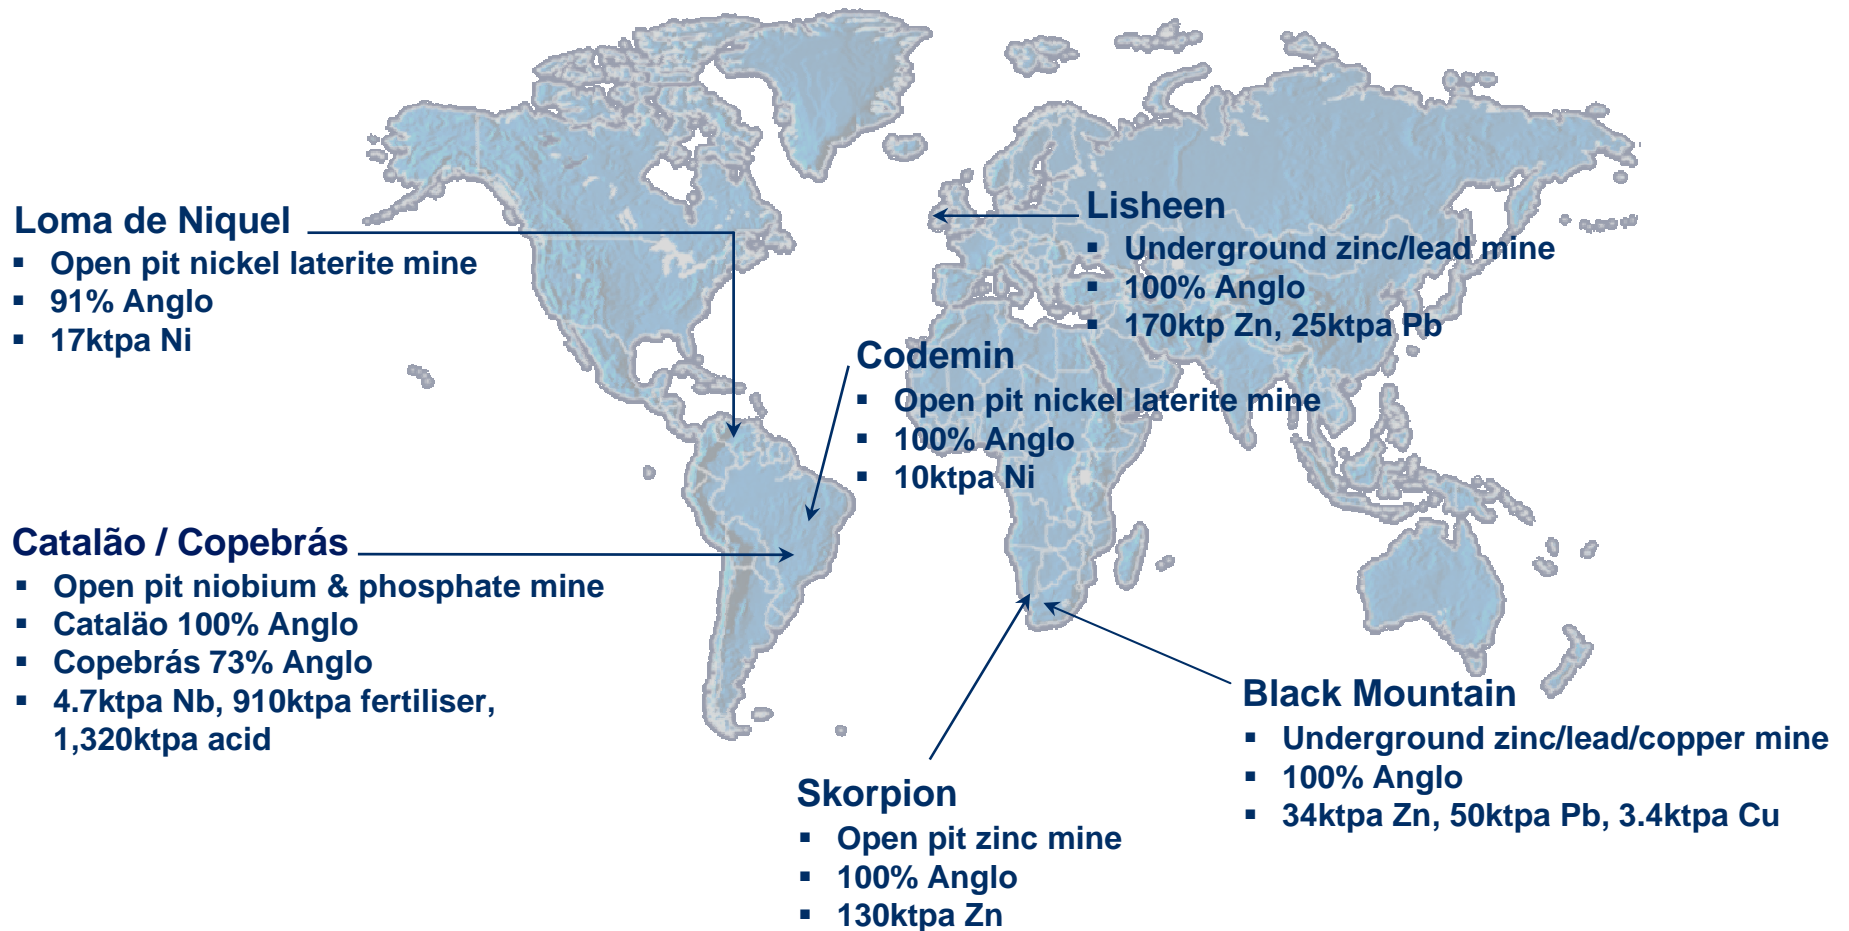 Loma de Niquel
▪ Open pit nickel laterite mine
▪ 91% Anglo
▪ 17ktpa Ni
Lisheen
▪ Underground zinc/lead mine
▪ 100% Anglo
▪ 170ktp Zn, 25ktpa Pb
Codemin
▪ Open pit nickel laterite mine
▪ 100% Anglo
▪ 10ktpa Ni
Catalão / Copebrás
▪ Open pit niobium & phosphate mine
▪ Cataläo 100% Anglo
▪ Copebrás 73% Anglo
▪ 4.7ktpa Nb, 910ktpa fertiliser,
1,320ktpa acid
Black Mountain
▪ Underground zinc/lead/copper mine
▪ 100% Anglo
▪ 34ktpa Zn, 50ktpa Pb, 3.4ktpa Cu
Skorpion
▪ Open pit zinc mine
▪ 100% Anglo
▪ 130ktpa Zn